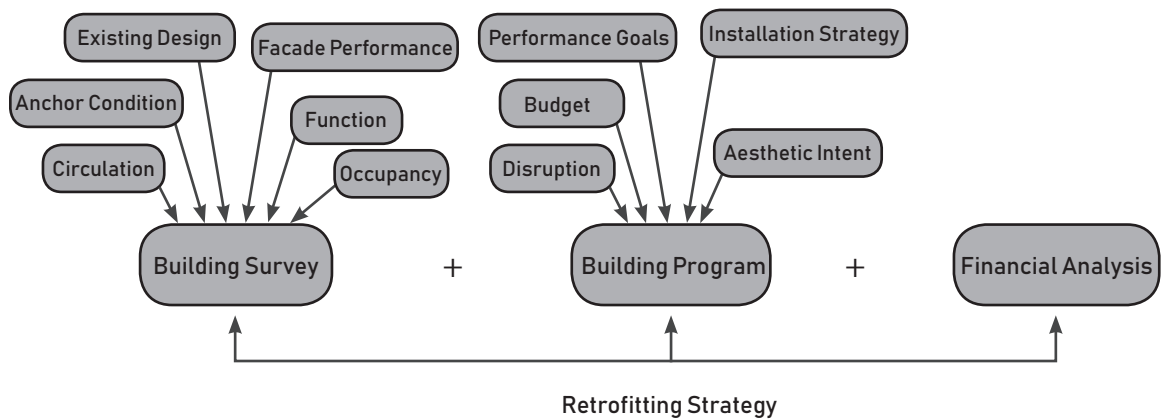 Existing Design
Facade Performance
Anchor Condition
Function
Circulation
Occupancy
Building Survey
+
Performance Goals
Installation Strategy
Budget
Disruption
Aesthetic Intent
Building Program
+
Financial Analysis
Retrofitting Strategy